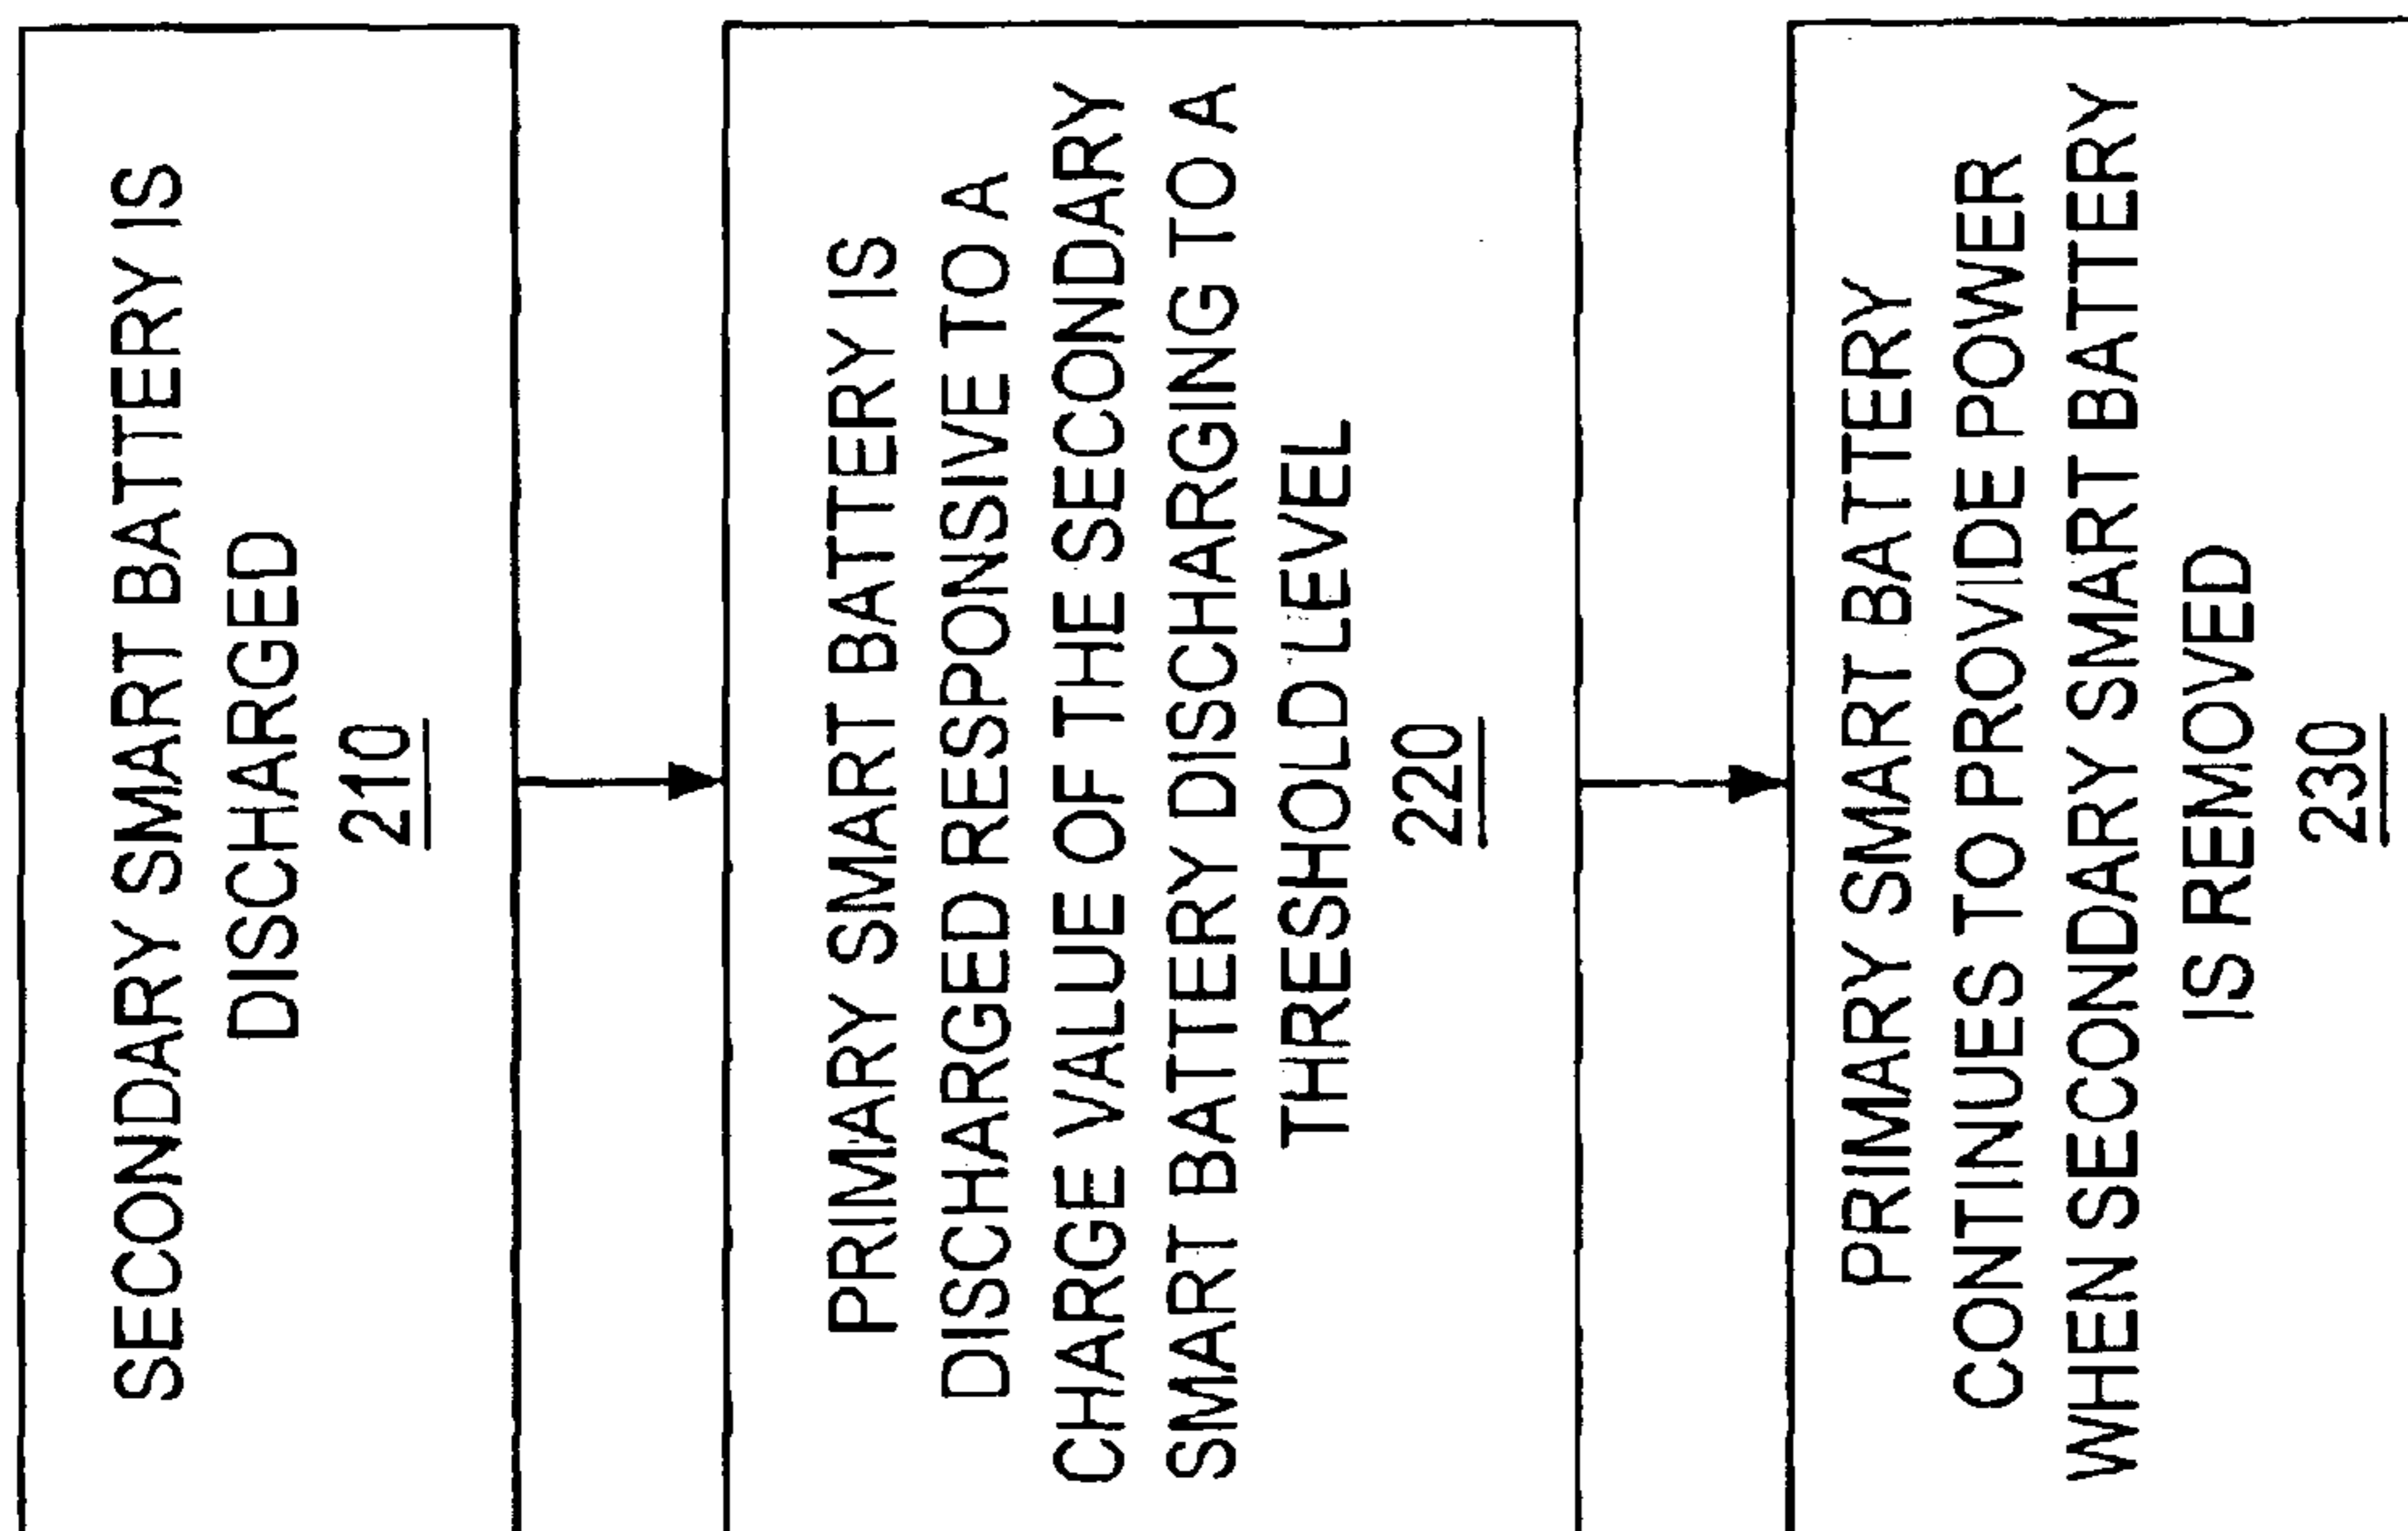 SECONDARY SMART BATTERY IS
DISCHARGED
210
PRIMARY SMART BATTERY IS
DISCHARGED RESPONSIVE TO A
CHARGE VALUE OF THE SECONDARY
SMART BATTERY DISCHARGING TO A
THRESHOLD LEVEL
220
PRIMARY SMART BATTERY
CONTINUES TO PROVIDE POWER
WHEN SECONDARY SMART BATTERY
IS REMOVED
230